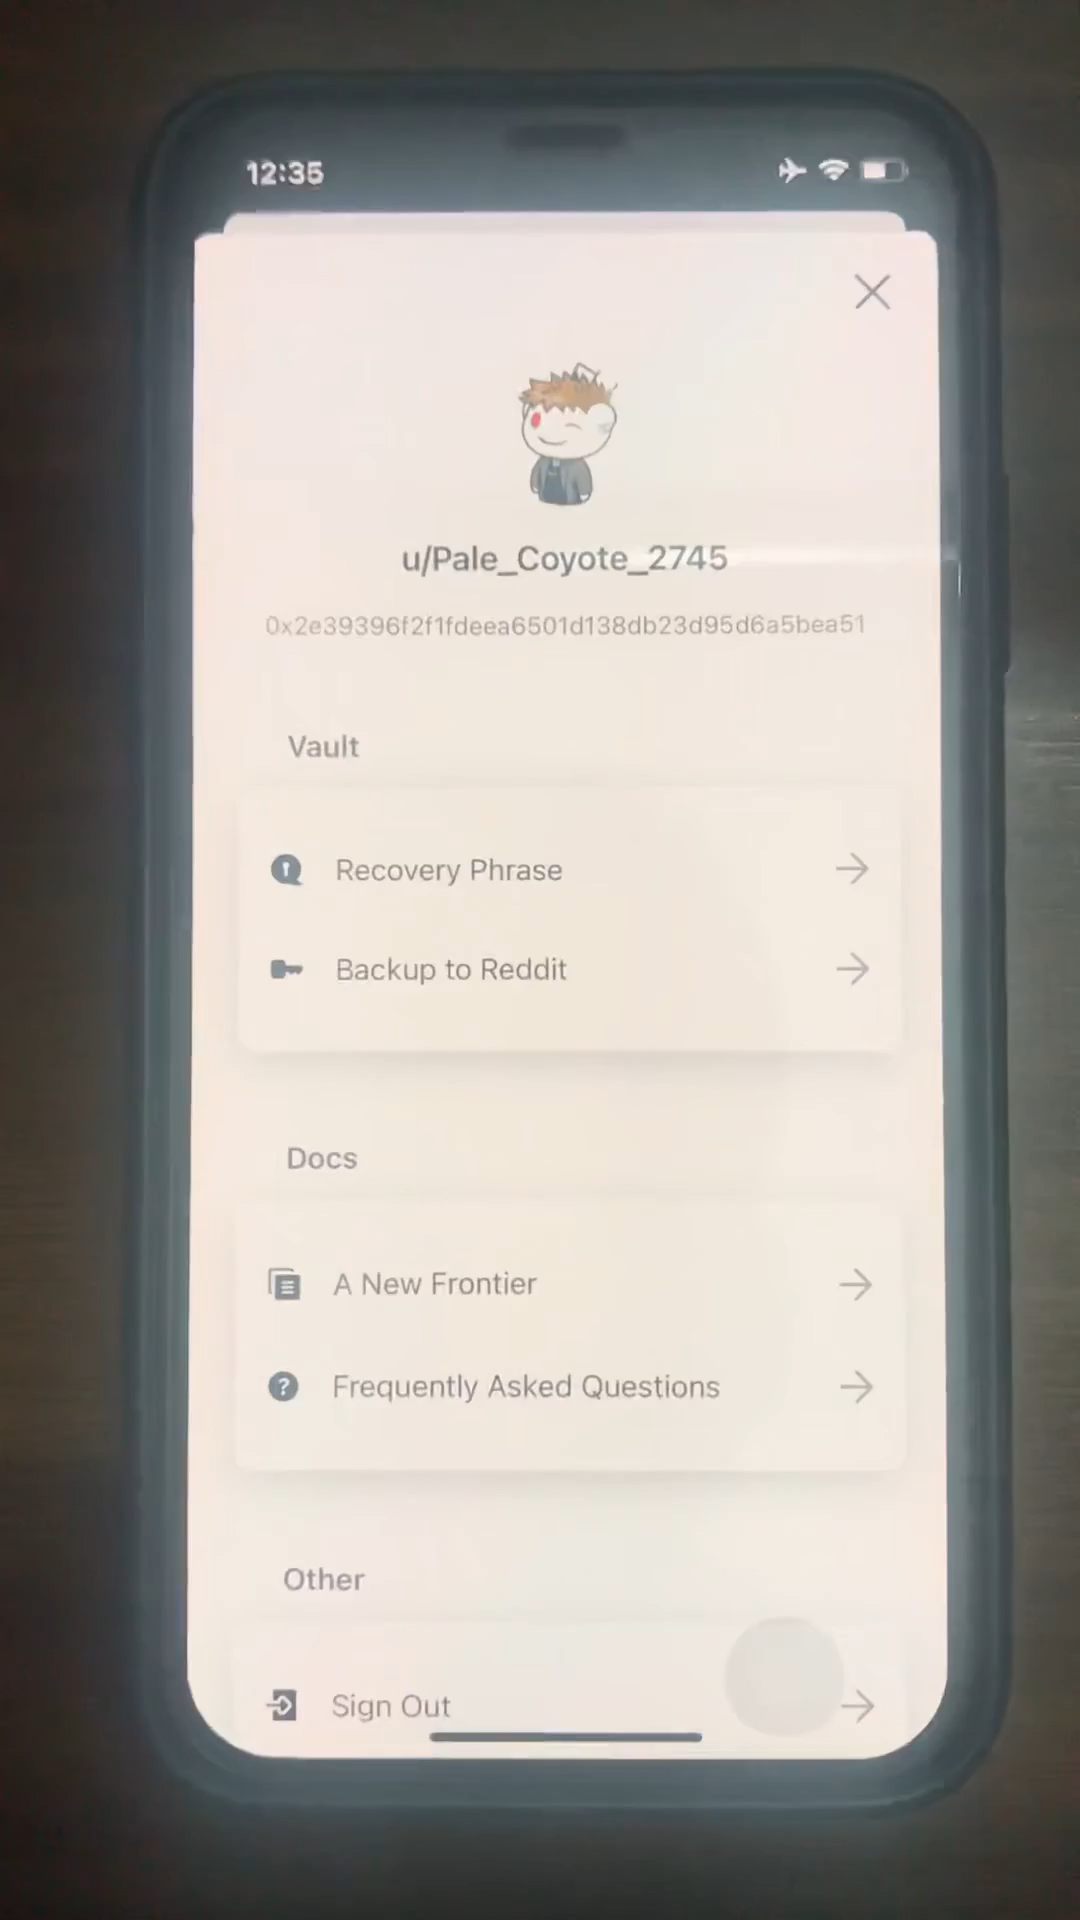 12:35
u/Pale_Coyote_2745
0x2e39396f2f1fdeea6501d138db23d95d6a5bea51
Vault
Recovery Phrase
Backup to Reddit
Docs
A New Frontier
Frequently Asked Questions
Other
Sign Out